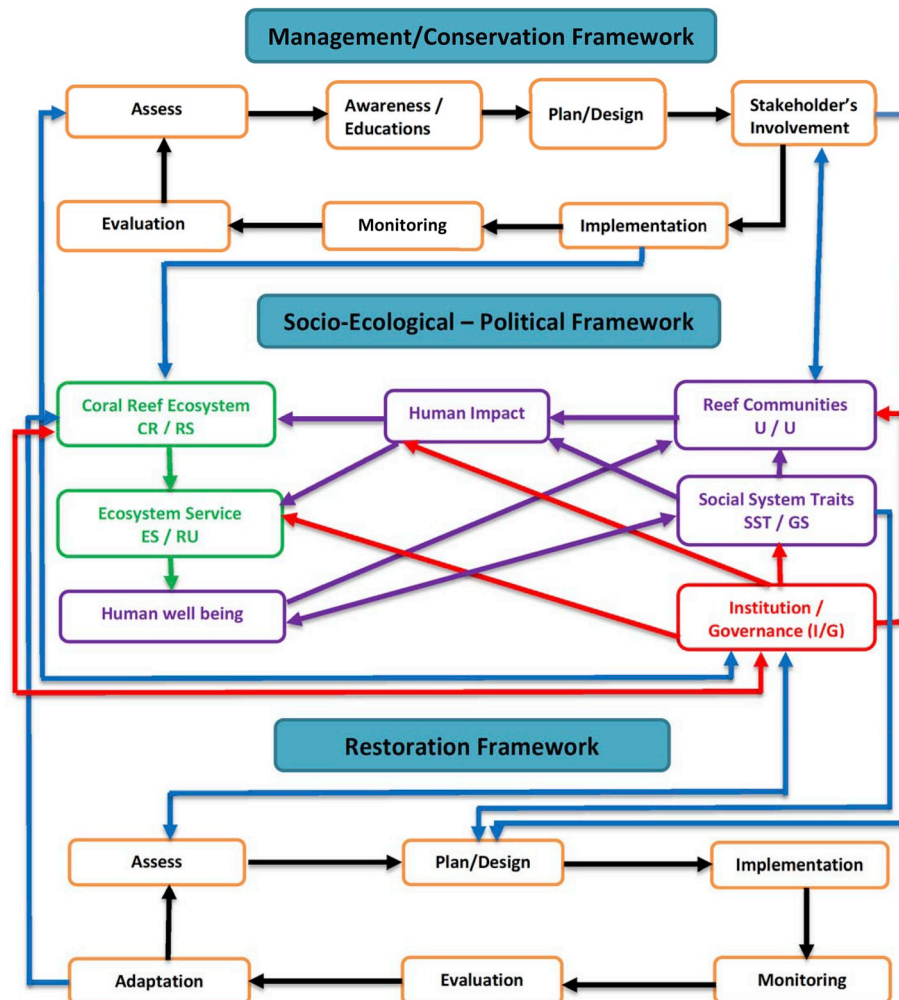 Management/Conservation Framework
Assess
Awareness /
Educations
Plan/Design
Stakeholder's
Involvement
Evaluation
Monitoring
Implementation
Socio-Ecological – Political Framework
Coral Reef Ecosystem
CR / RS
Human Impact
Reef Communities
U / U
Ecosystem Service
ES / RU
Social System Traits
SST / GS
Human well being
Institution /
Governance (I/G)
Restoration Framework
Assess
Plan/Design
Implementation
Adaptation
Evaluation
Monitoring